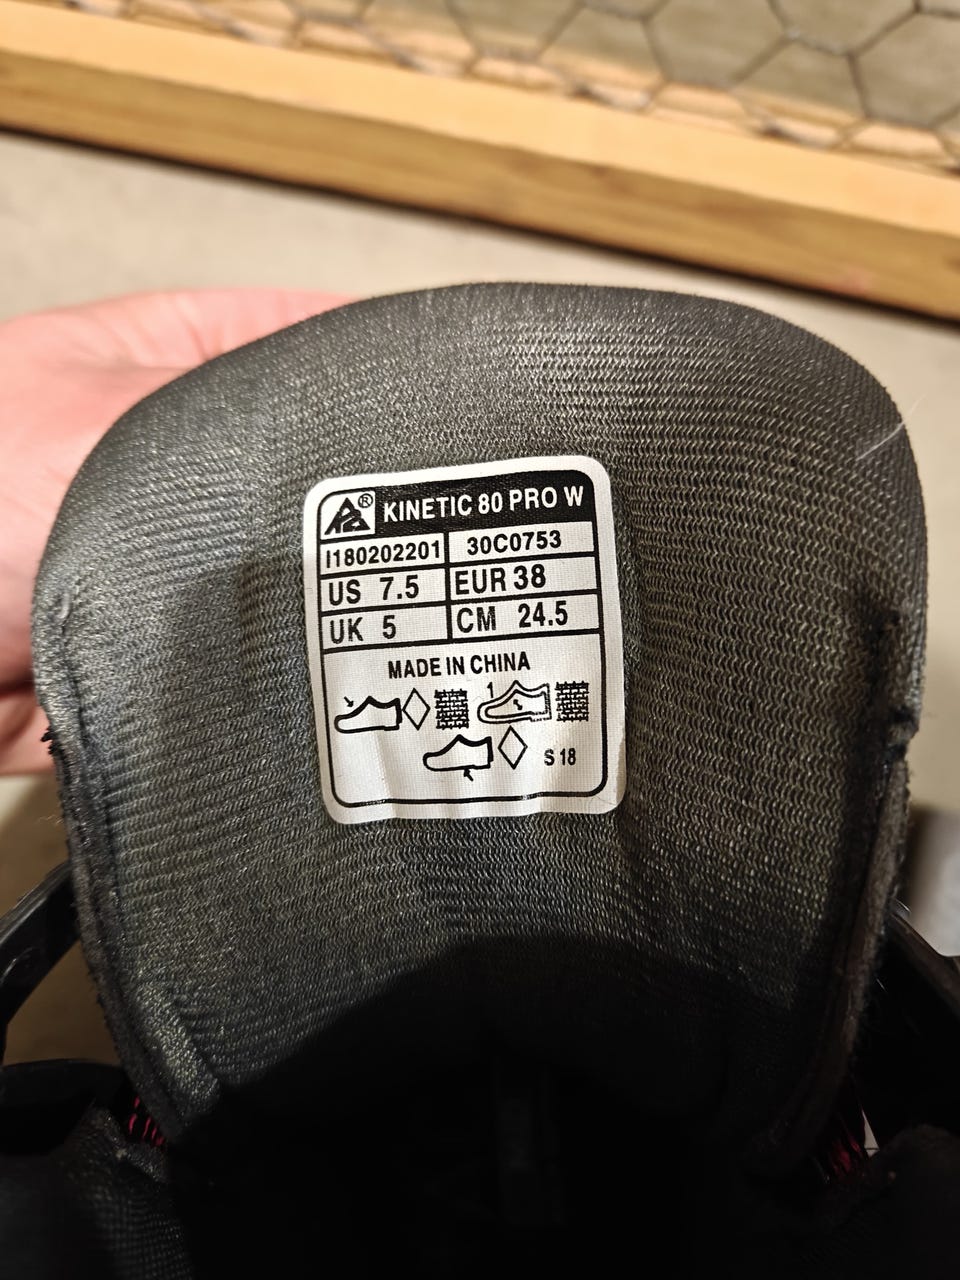 K2® KINETIC 80 PRO W
I180202201 30C0753
US 7.5 EUR 38
UK 5 CM 24.5
MADE IN CHINA
1
S 18